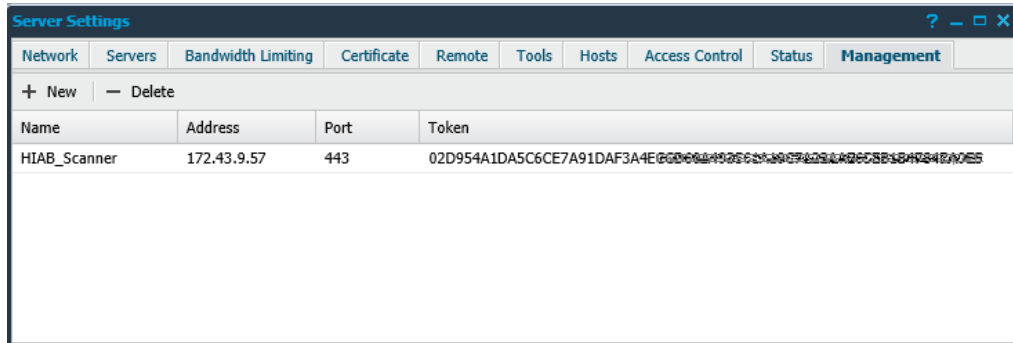 Server Settings
Network Servers Bandwidth Limiting Certificate Remote Tools Hosts Access Control Status Management
+ New — Delete
Name Address Port Token
HIAB_Scanner 172.43.9.57 443